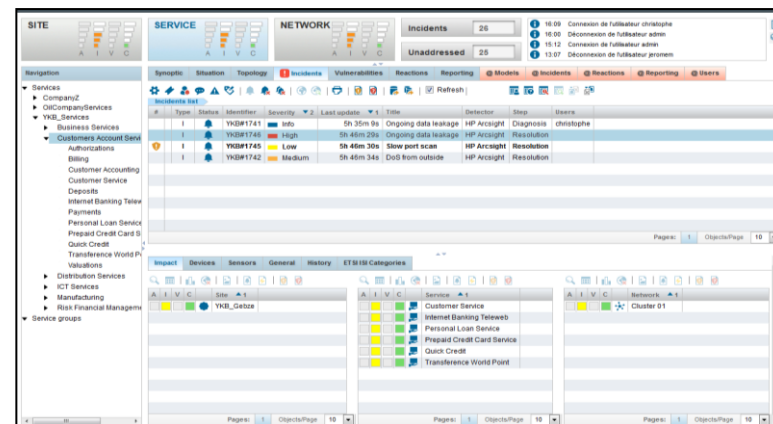 SITE
A I V C
SERVICE
A I V C
NETWORK
A I V C
Incidents 26
Unaddressed 25
16:09 Connexion de l'utilisateur christophe
16:00 Déconnexion de l'utilisateur admin
15:12 Connexion de l'utilisateur admin
13:07 Déconnexion de l'utilisateur jeromem
Navigation
Services
CompanyZ
OilCompanyServices
YKB_Services
Business Services
Customers Account Servi
Authorizations
Billing
Customer Accounting
Customer Service
Deposits
Internet Banking Telew
Payments
Personal Loan Service
Prepaid Credit Card S
Quick Credit
Transference World P
Valuations
Distribution Services
ICT Services
Manufacturing
Risk Financial Manageme
Service groups
Synoptic Situation Topology Incidents Vulnerabilities Reactions Reporting @ Models @ Incidents @ Reactions @ Reporting @ Users
Refresh
Incidents list
# Type Status Identifier Severity 2 Last update 1 Title Detector Step Users
I YKB#1741 Info 5h 35m 9s Ongoing data leakage HP Arcsight Diagnosis christophe
I YKB#1746 High 5h 46m 29s Ongoing data leakage HP Arcsight Resolution
I YKB#1745 Low 5h 46m 30s Slow port scan HP Arcsight Resolution
I YKB#1742 Medium 5h 46m 34s DoS from outside HP Arcsight Resolution
Pages: 1 Objects/Page 10
Impact Devices Sensors General History ETSI ISI Categories
A I V C Site 1
YKB_Gebze
Pages: 1 Objects/Page 10
A I V C Service 1
Customer Service
Internet Banking Teleweb
Personal Loan Service
Prepaid Credit Card Service
Quick Credit
Transference World Point
Pages: 1 Objects/Page 10
A I V C Network 1
Cluster 01
Pages: 1 Objects/Page 10